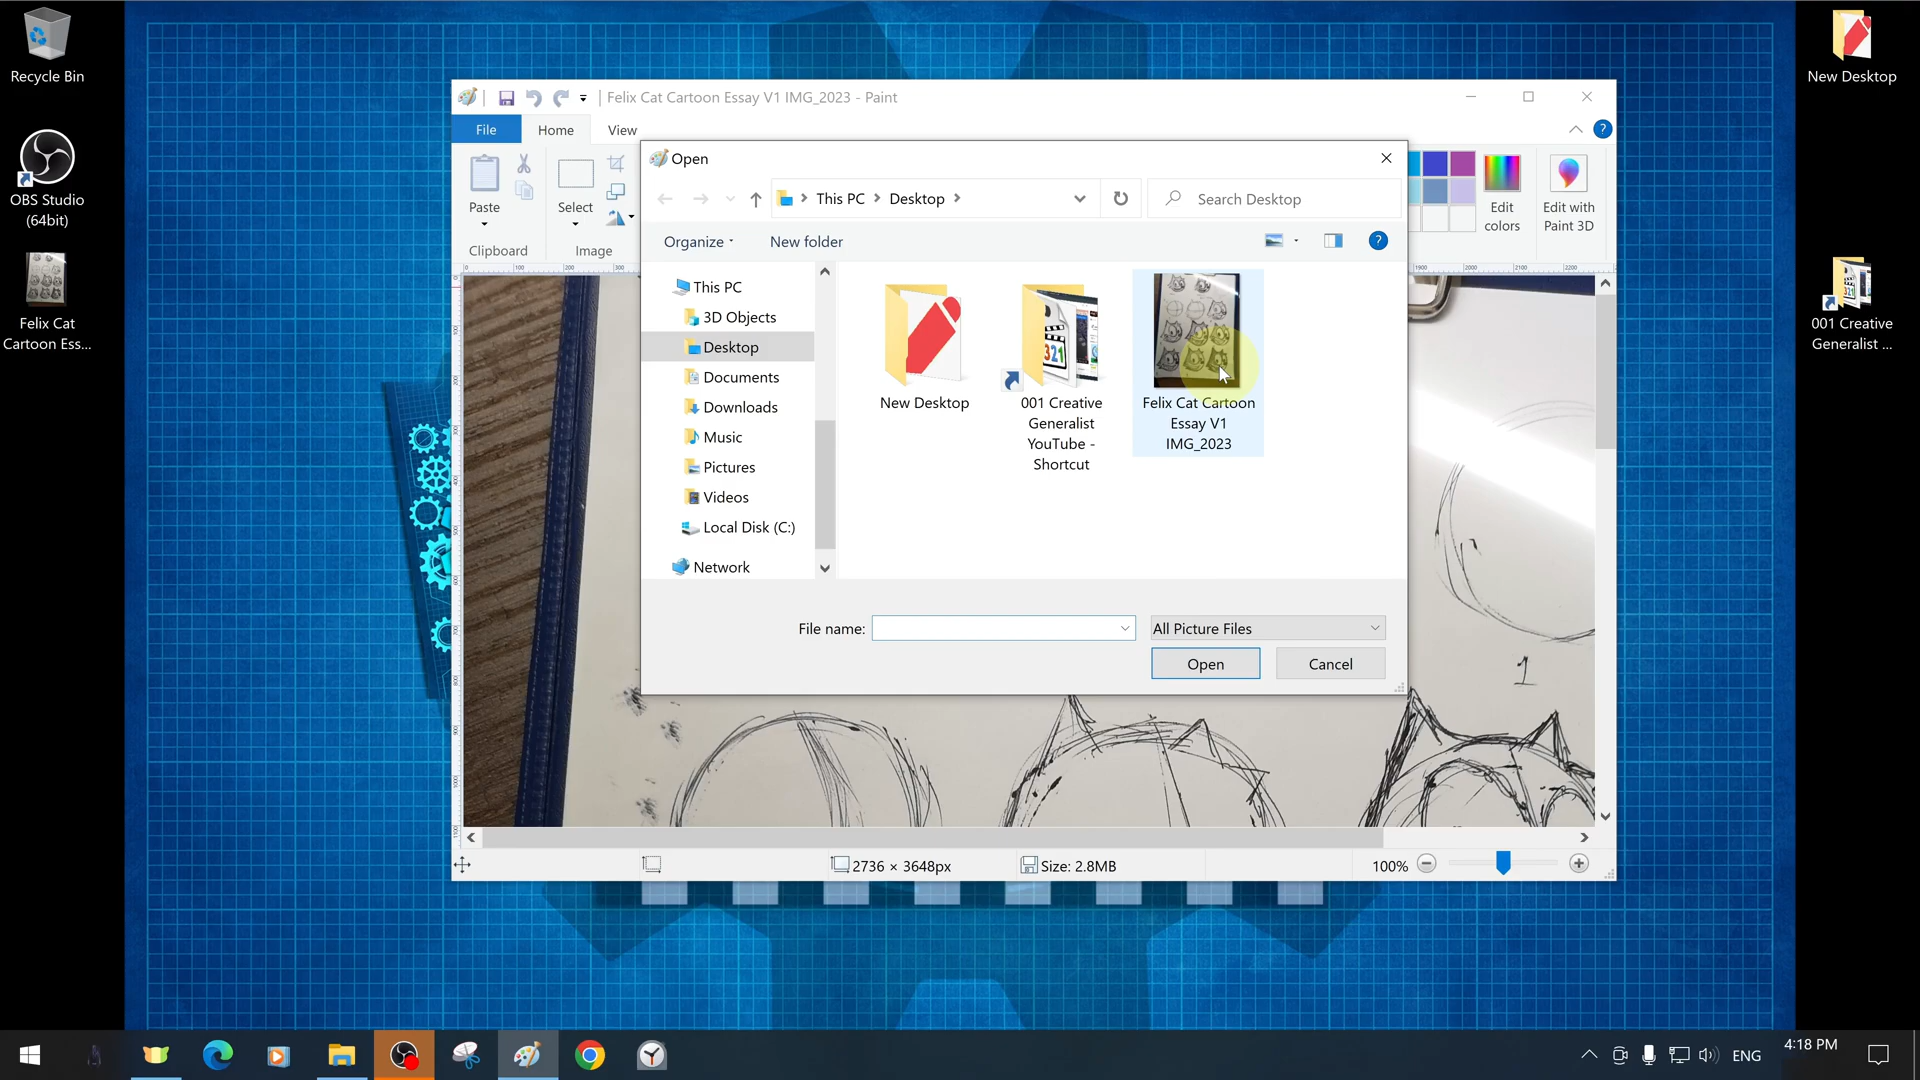 Recycle Bin
OBS Studio
(64bit)
Felix Cat
Cartoon Ess...
New Desktop
001 Creative
Generalist ...
Felix Cat Cartoon Essay V1 IMG_2023 - Paint
File
Home
View
Paste
Clipboard
Select
Image
Edit
colors
Edit with
Paint 3D
Open
This PC
Desktop
Search Desktop
Organize
New folder
This PC
3D Objects
Desktop
Documents
Downloads
Music
Pictures
Videos
Local Disk (C:)
Network
New Desktop
321
001 Creative
Generalist
YouTube -
Shortcut
Felix Cat Cartoon
Essay V1
IMG_2023
File name:
All Picture Files
Open
Cancel
1
2736 × 3648px
Size: 2.8MB
100%
ENG
4:18 PM